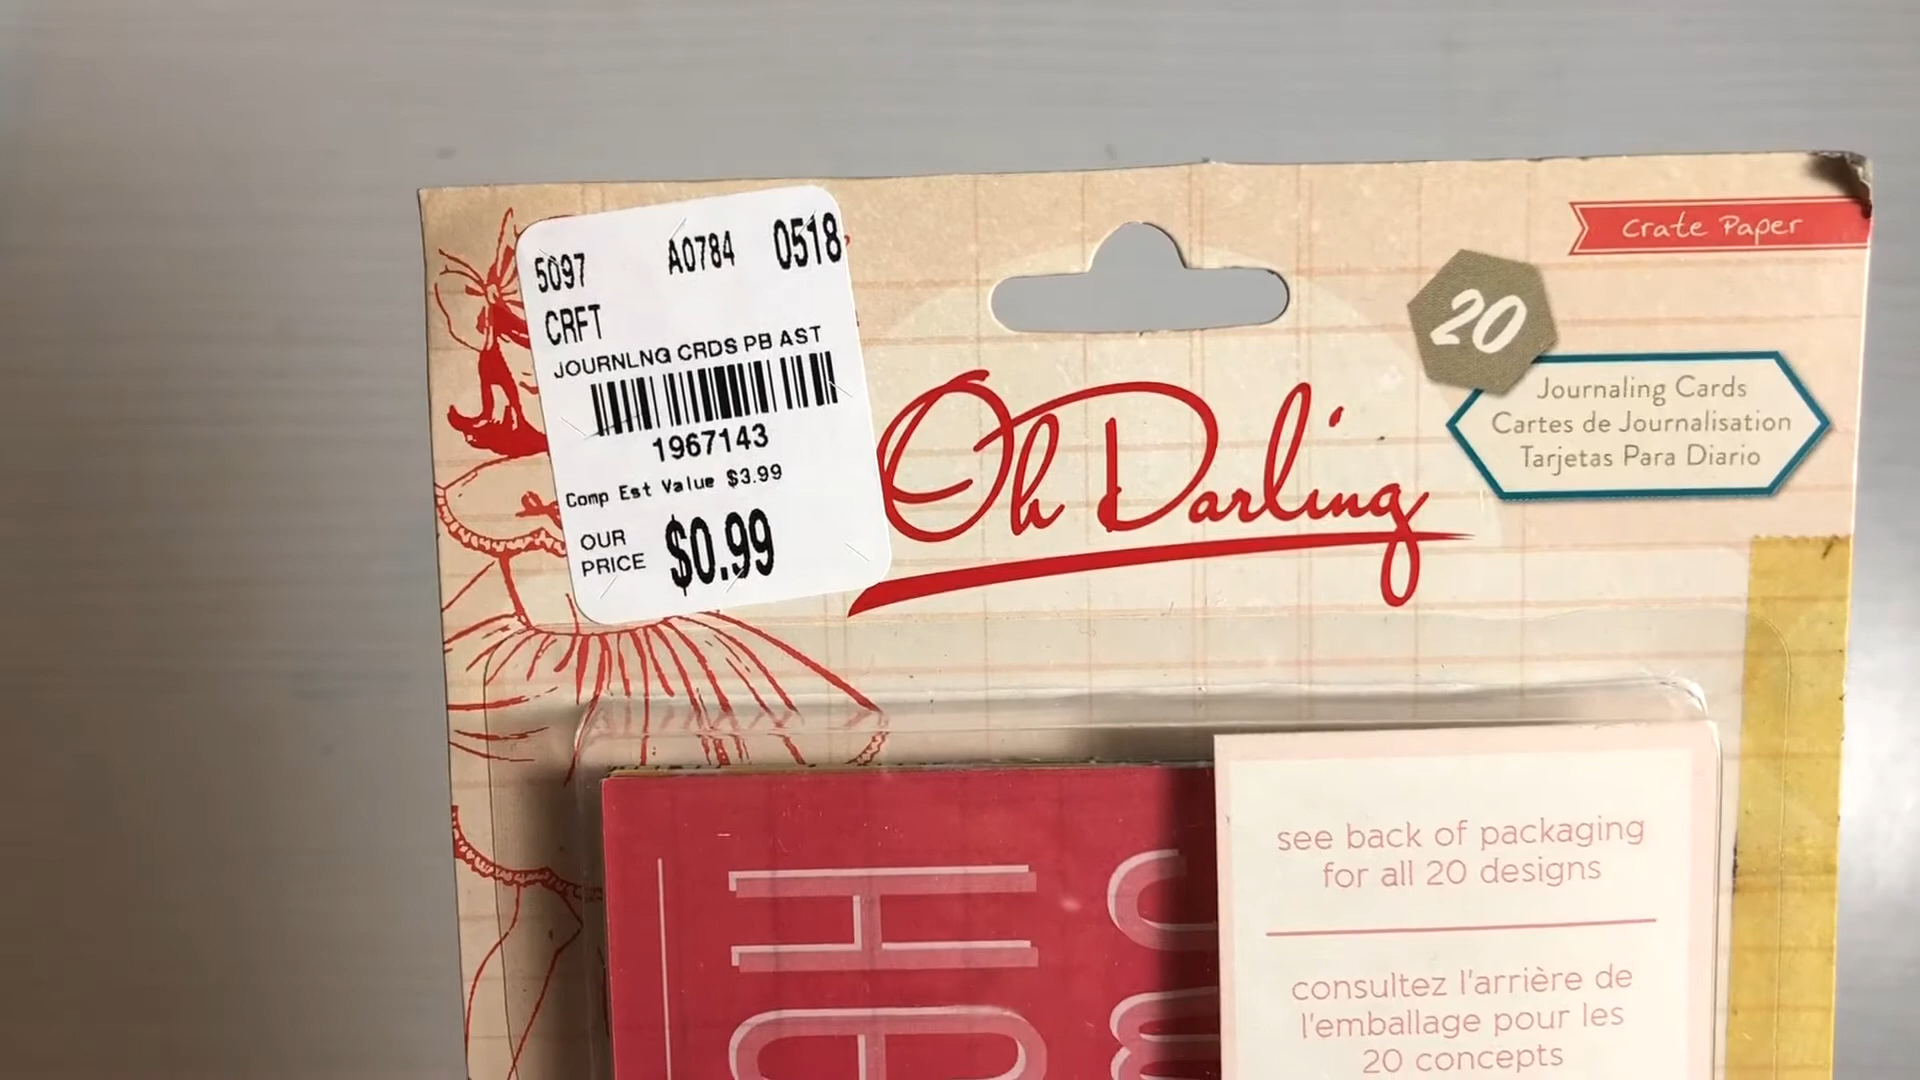 5097 A0784 0518
CRFT
JOURNLNG CRDS PB AST
1967143
Comp Est Value $3.99
OUR PRICE $0.99
Oh Darling
Crate Paper
20
Journaling Cards
Cartes de Journalisation
Tarjetas Para Diario
see back of packaging
for all 20 designs
consultez l'arrière de
l'emballage pour les
20 concepts